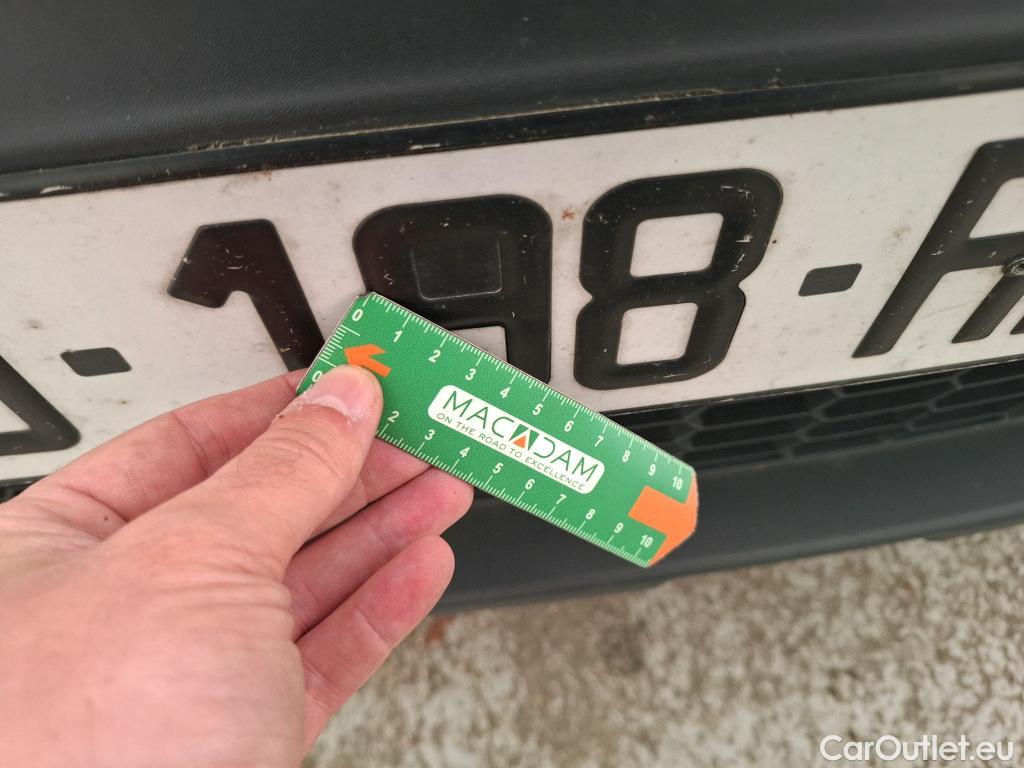 -198-
0 1 2 3 4 5 6 7 8 9 10
MACADAM
ON THE ROAD TO EXCELLENCE
0 2 3 4 5 6 7 8 9 10
CarOutlet.eu